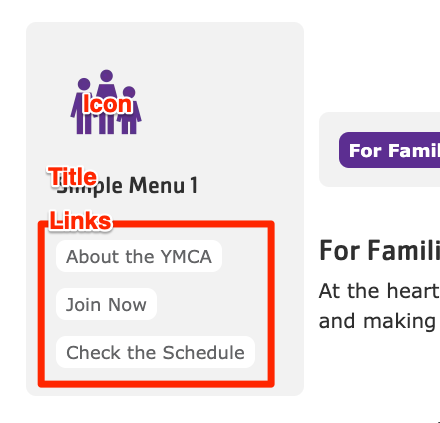 Icon
Title
Simple Menu 1
Links
About the YMCA
Join Now
Check the Schedule
For Famil
For Famili
At the heart
and making